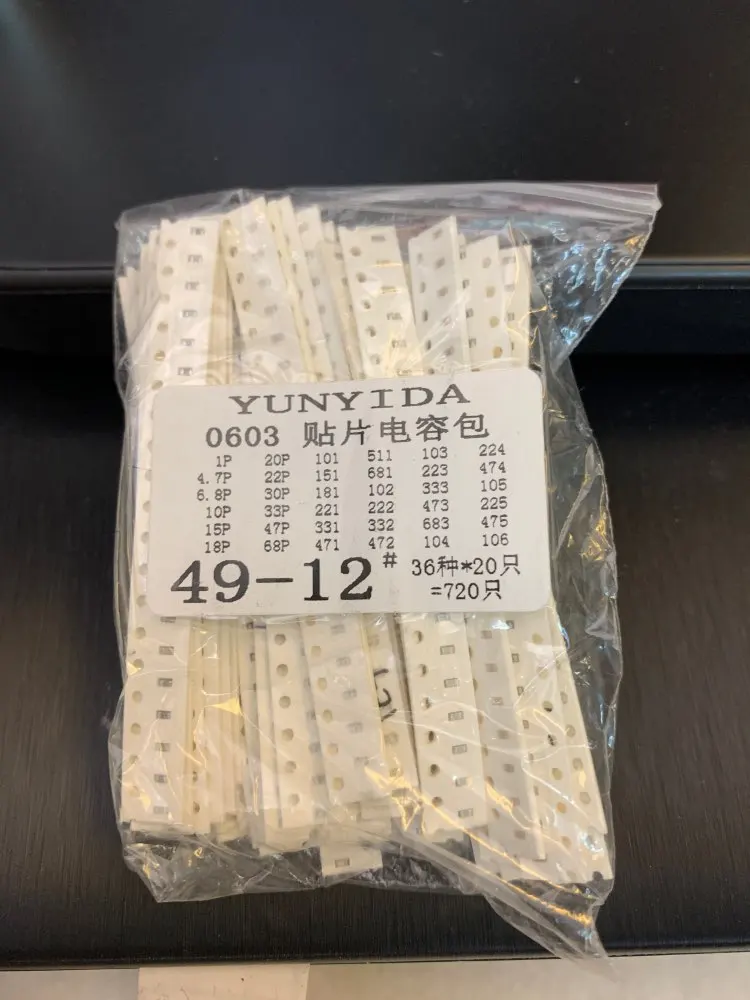 YUNYIDA
0603 贴片电容包
1P 20P 101 511 103 224
4.7P 22P 151 681 223 474
6.8P 30P 181 102 333 105
10P 33P 221 222 473 225
15P 47P 331 332 683 475
18P 68P 471 472 104 106
49-12# 36种*20只
=720只